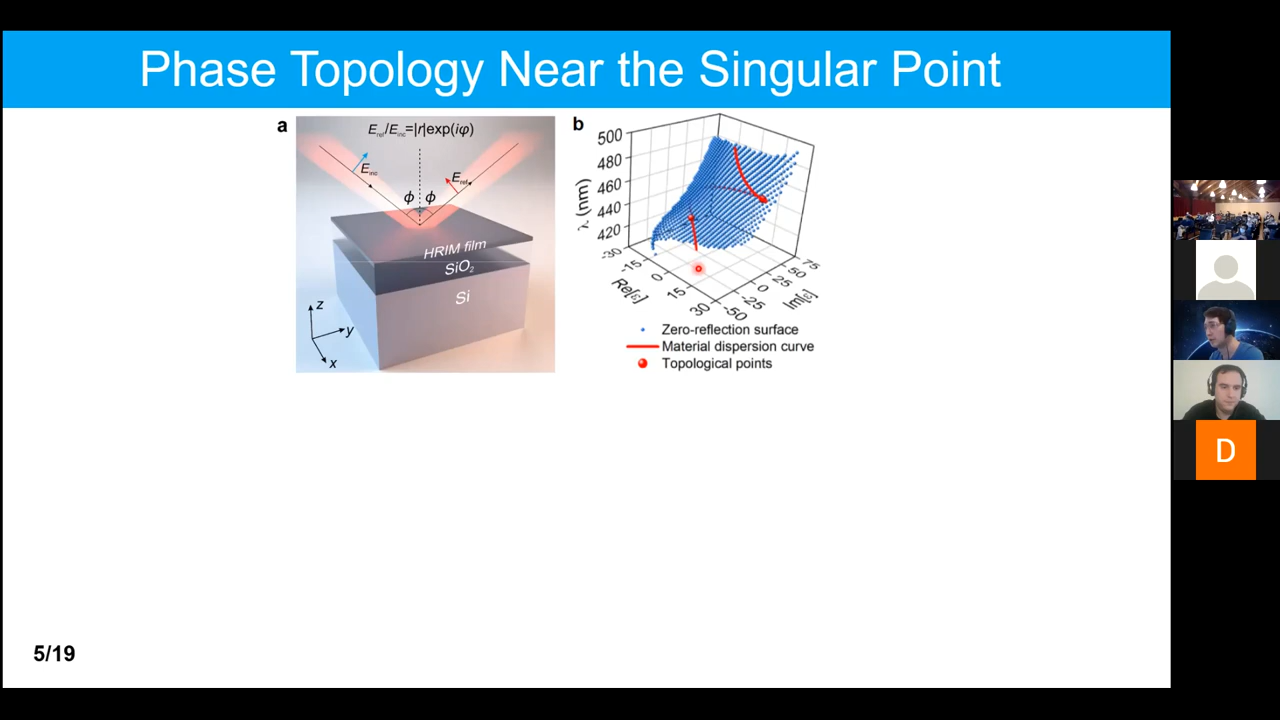 Phase Topology Near the Singular Point
a
E_ref/E_inc=|r|exp(iφ)
E_inc
E_ref
ϕ ϕ
HRIM film
SiO₂
Si
z
y
x
b
500
480
460
440
420
λ (nm)
-30
-15
0
15
30
Re[ε]
-50
-25
0
25
50
75
Im[ε]
Zero-reflection surface
Material dispersion curve
Topological points
D
5/19